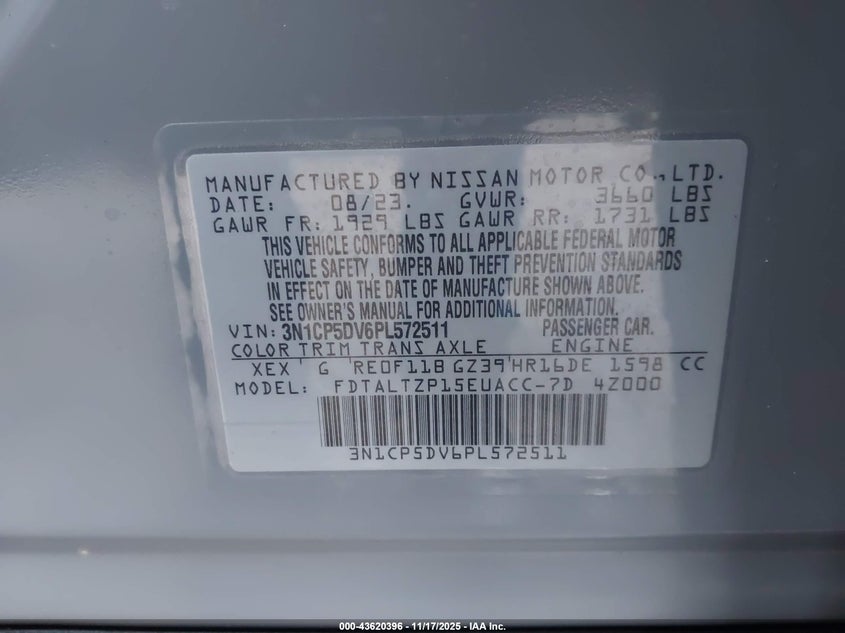 MANUFACTURED BY NISSAN MOTOR CO.,LTD.
DATE: 08/23. GVWR: 3660 LBS
GAWR FR: 1929 LBS GAWR RR: 1731 LBS
THIS VEHICLE CONFORMS TO ALL APPLICABLE FEDERAL MOTOR
VEHICLE SAFETY, BUMPER AND THEFT PREVENTION STANDARDS
IN EFFECT ON THE DATE OF MANUFACTURE SHOWN ABOVE.
SEE OWNER'S MANUAL FOR ADDITIONAL INFORMATION.
VIN: 3N1CP5DV6PL572511 PASSENGER CAR.
COLOR TRIM TRANS AXLE ENGINE
XEX G RE0F11B GZ39 HR16DE 1598 CC
MODEL: FDTALTZP15EUACC-7D 4Z000
3N1CP5DV6PL572511
000-43620396 - 11/17/2025 - IAA Inc.